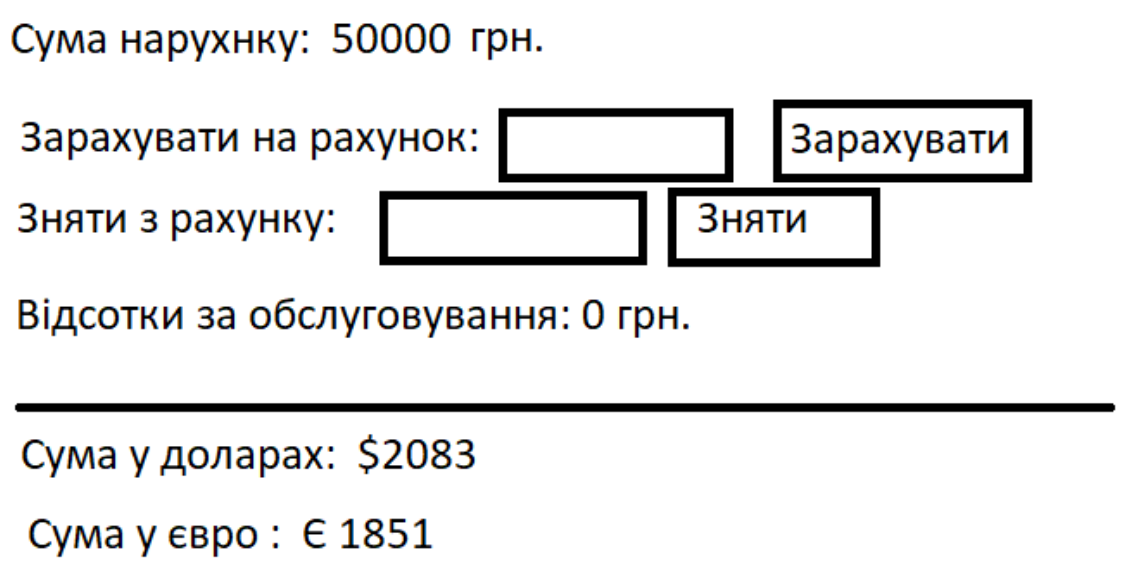 Сума нарухнку: 50000 грн.
Зарахувати на рахунок: Зарахувати
Зняти з рахунку: Зняти
Відсотки за обслуговування: 0 грн.
Сума у доларах: $2083
Сума у євро : Є 1851